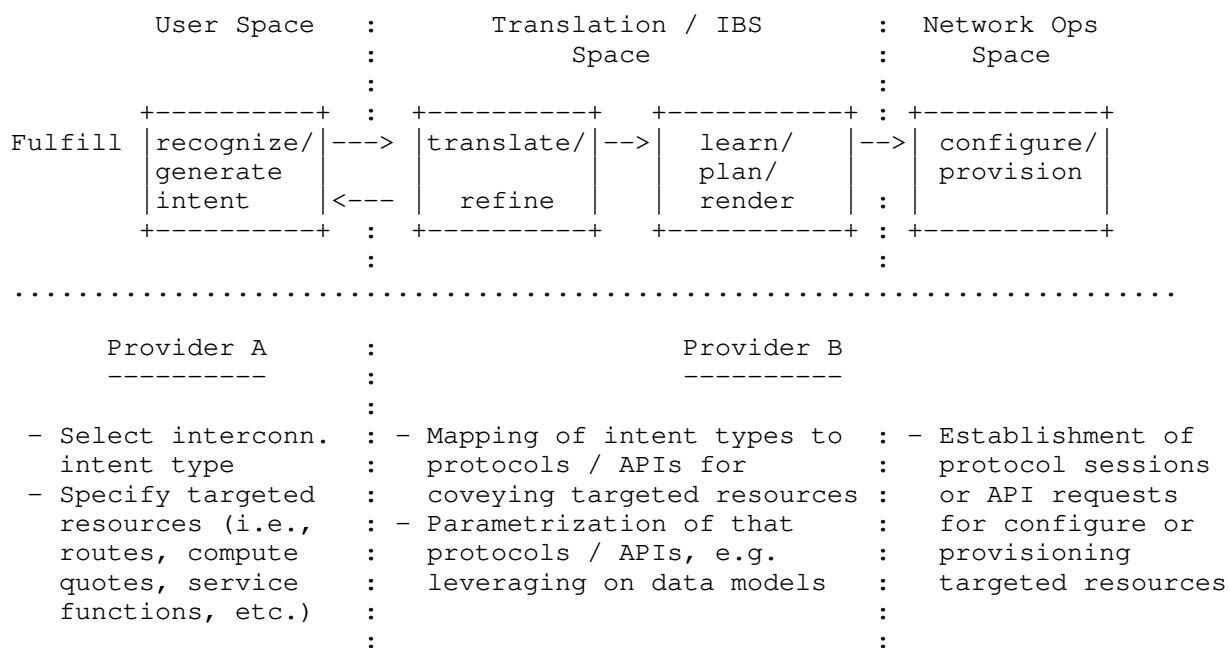 User Space   :       Translation / IBS       :  Network Ops
                      :            Space              :     Space
                      :                               :
        +----------+  :  +----------+   +-----------+ : +-----------+
Fulfill |recognize/|---> |translate/|-->|  learn/   |-->| configure/|
        |generate  |     |          |   |  plan/    |   | provision |
        |intent    |<--- |  refine  |   |  render   | : |           |
        +----------+  :  +----------+   +-----------+ : +-----------+
                      :                               :
..........................................................................
      Provider A      :                   Provider B
      ----------      :                   ----------
                      :
 - Select interconn.  : - Mapping of intent types to  : - Establishment of
   intent type        :   protocols / APIs for        :   protocol sessions
 - Specify targeted   :   coveying targeted resources :   or API requests
   resources (i.e.,   : - Parametrization of that     :   for configure or
   routes, compute    :   protocols / APIs, e.g.      :   provisioning
   quotes, service    :   leveraging on data models   :   targeted resources
   functions, etc.)   :                               :
                      :                               :